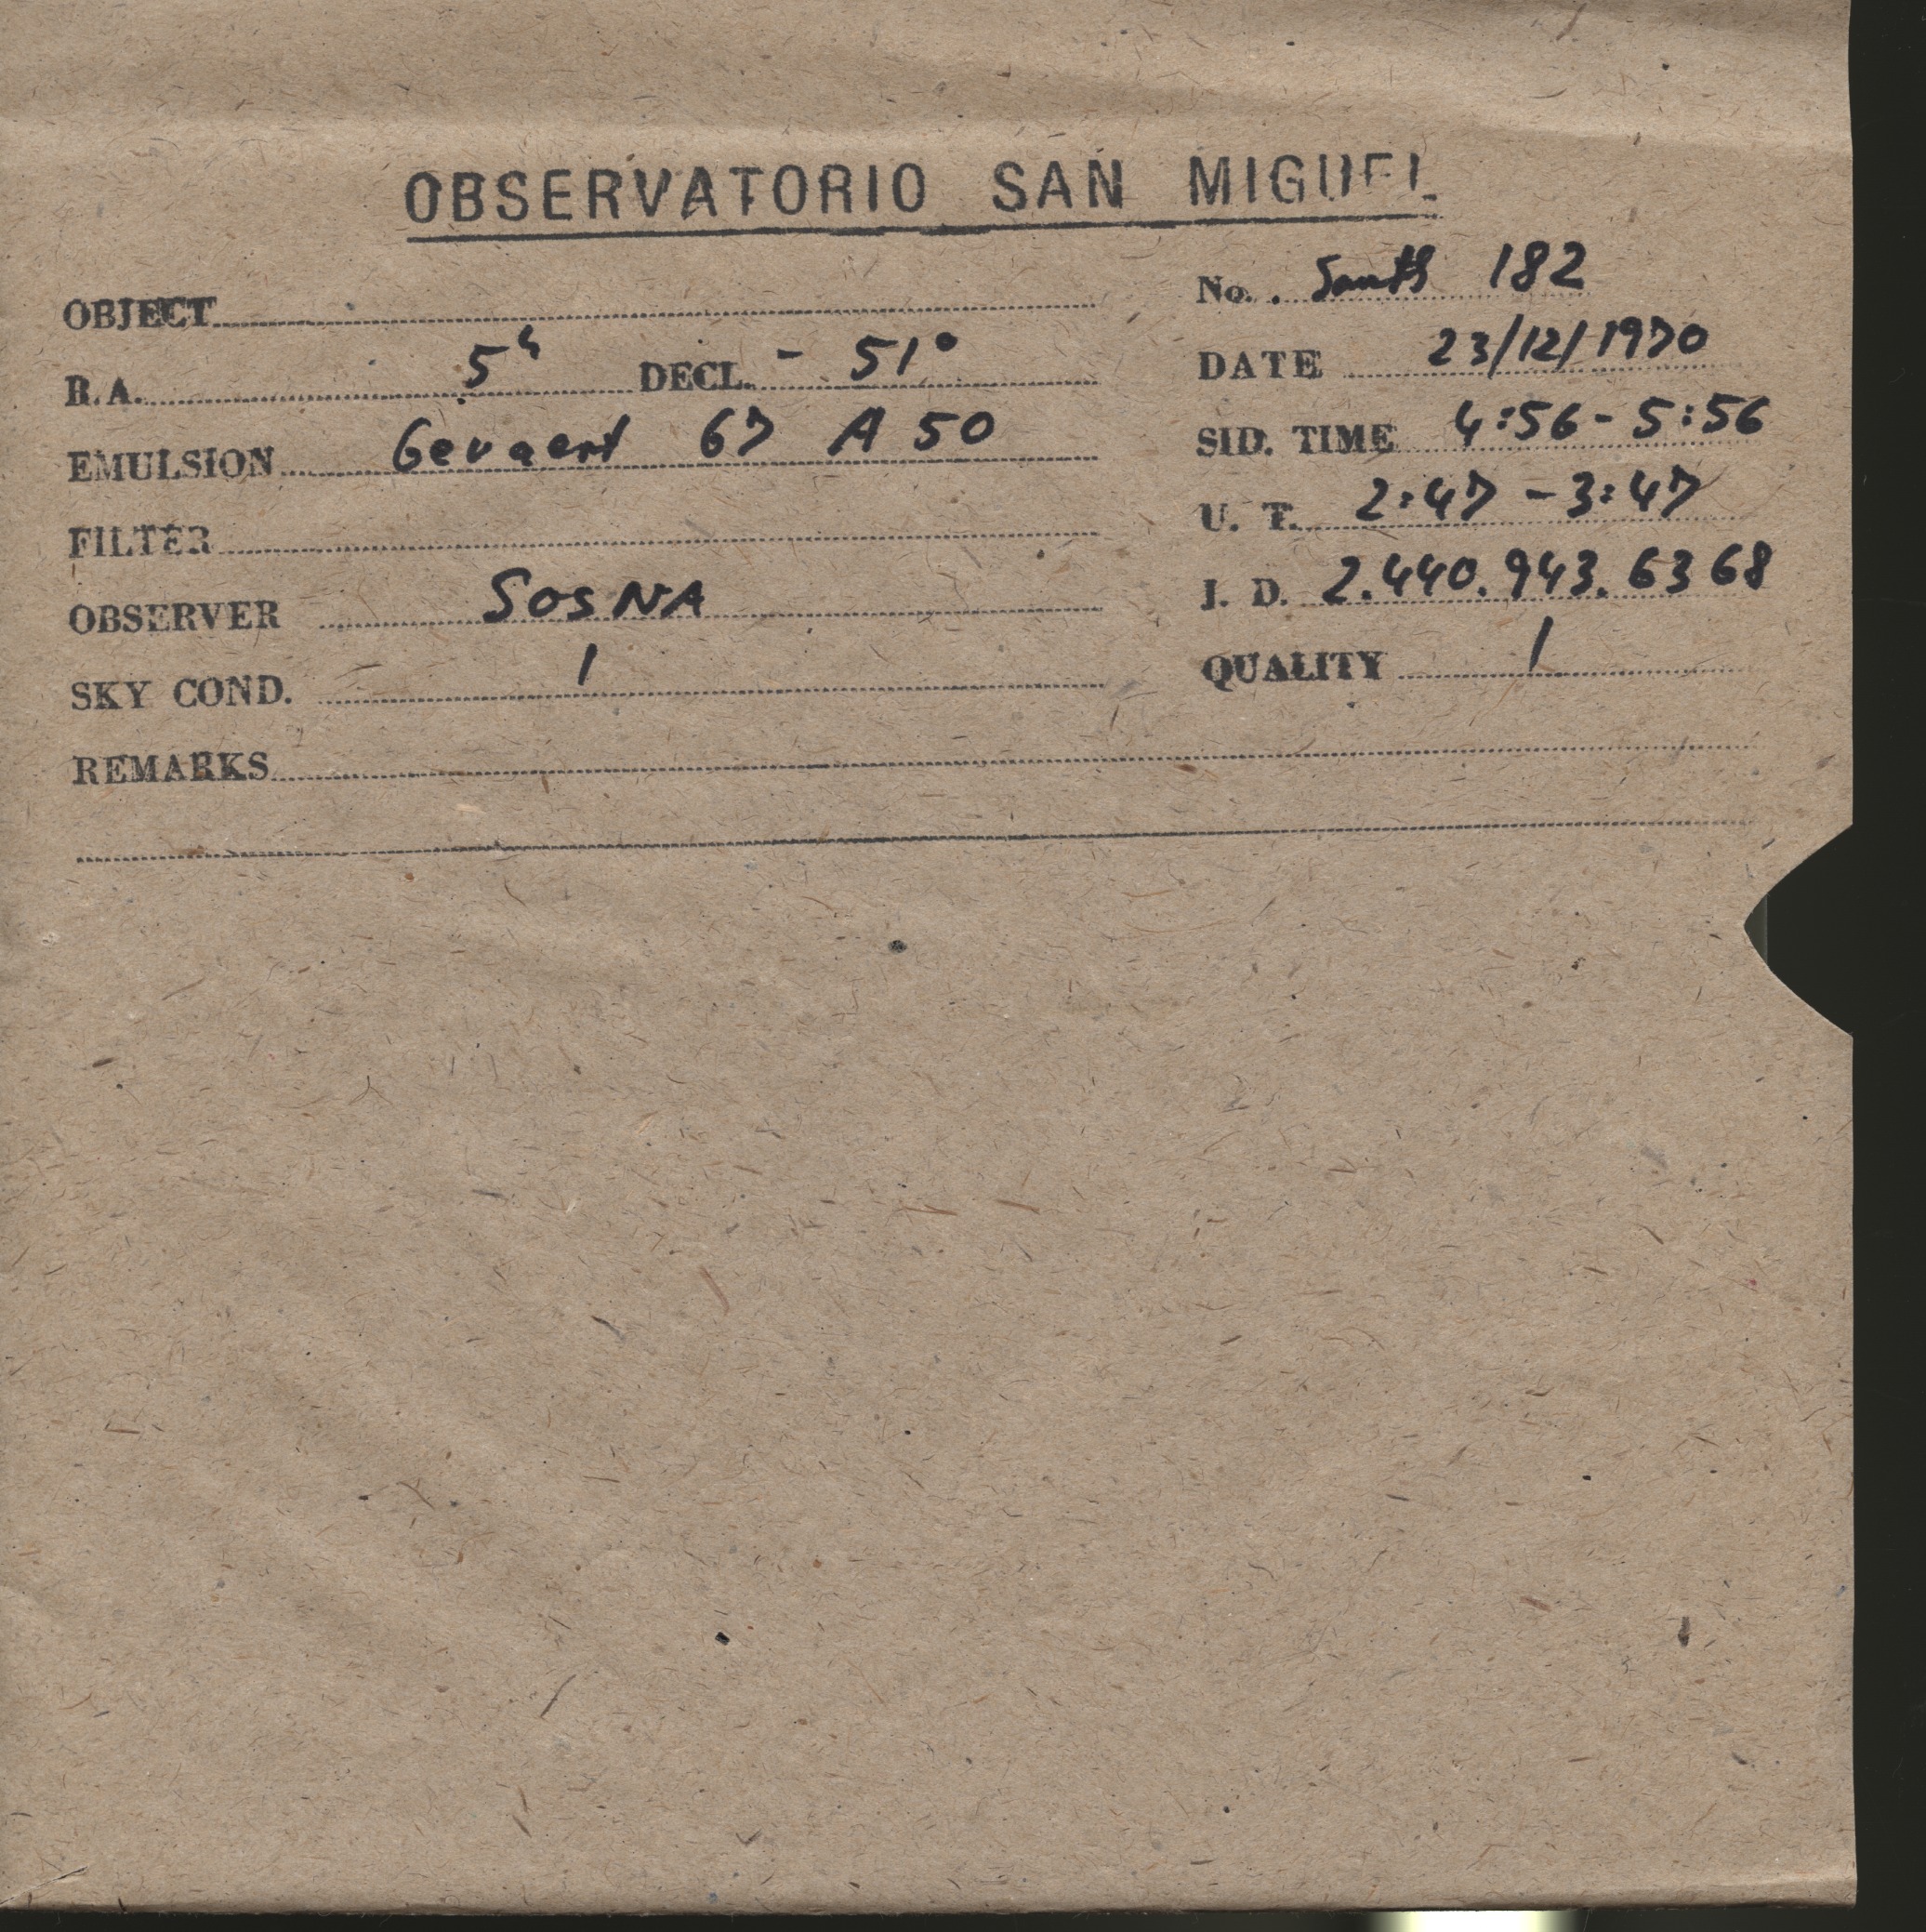 OBSERVATORIO SAN MIGUEL
OBJECT
No. South 182
R.A. 5h DECL. - 51°
DATE 23/12/1970
EMULSION Gevaert 67 A 50
SID. TIME 4:56 - 5:56
FILTER
U. T. 2:47 - 3:47
OBSERVER SOSNA
J. D. 2.440.943.6368
SKY COND. 1
QUALITY 1
REMARKS